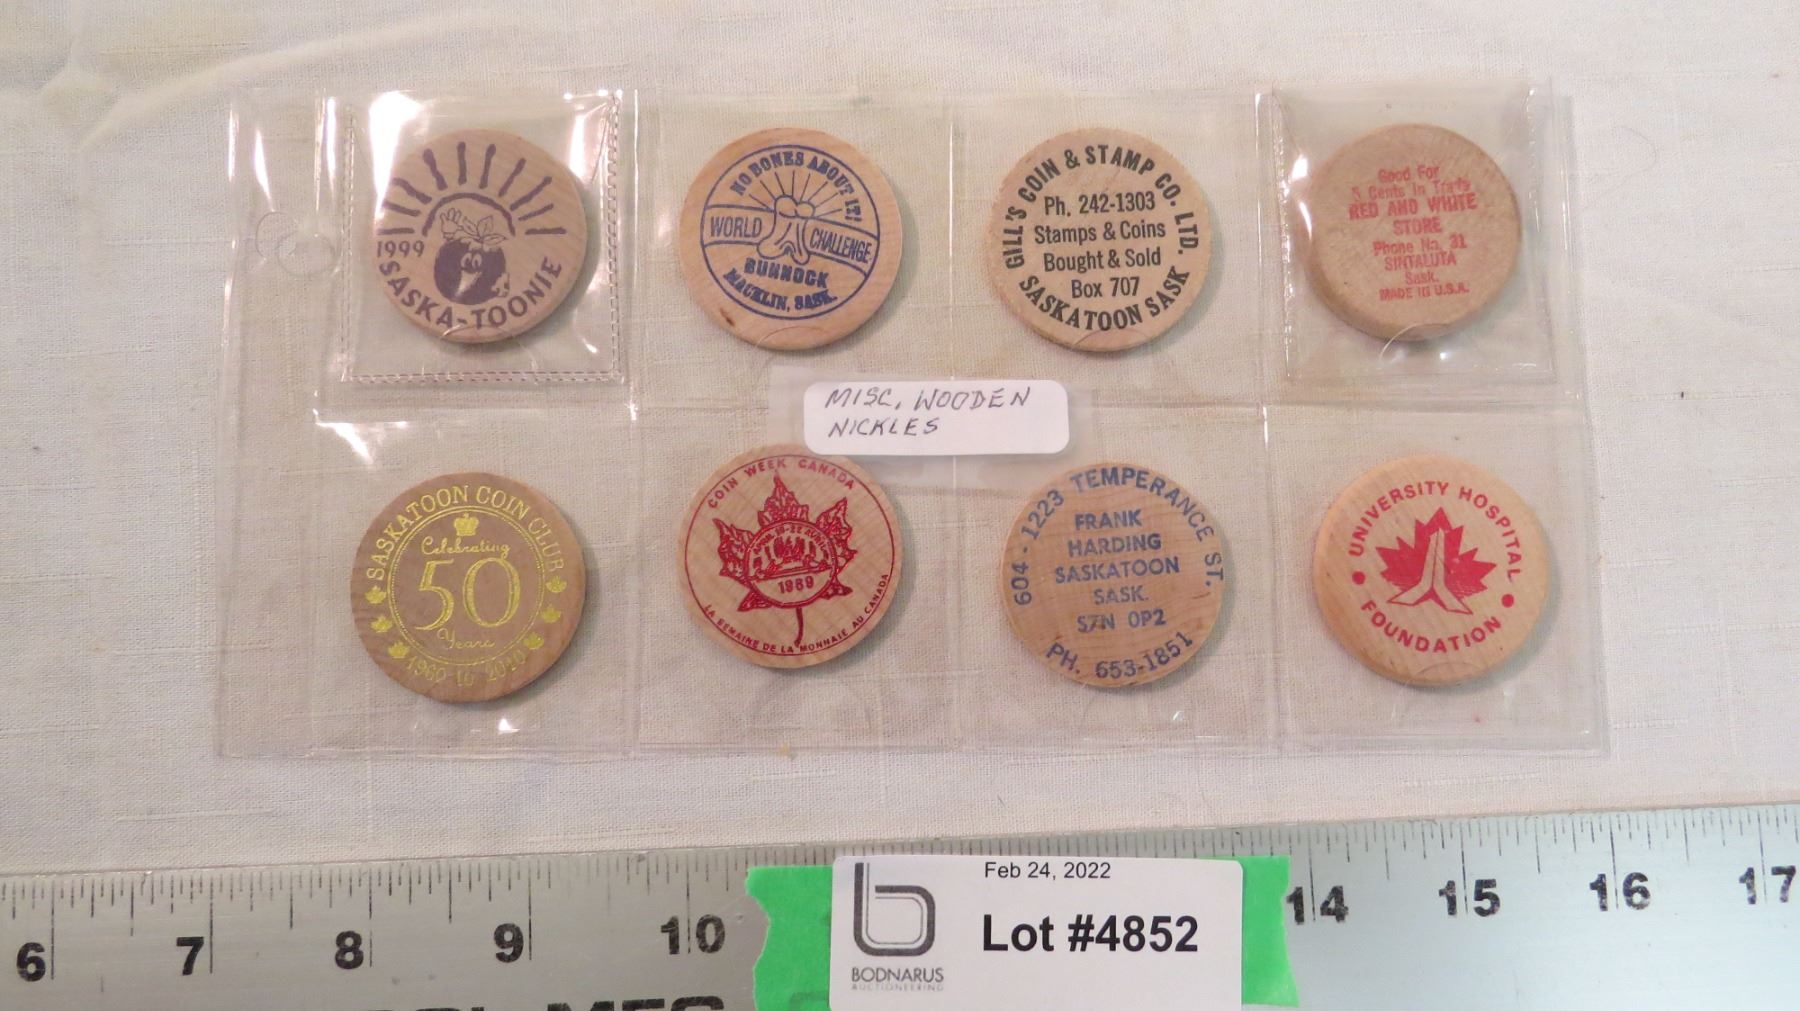 1999
SASKA-TOONIE
NO BONES ABOUT IT!
WORLD CHALLENGE
BUNNOCK
MACKLIN, SASK.
GILL'S COIN & STAMP CO. LTD.
Ph. 242-1303
Stamps & Coins
Bought & Sold
Box 707
SASKATOON SASK
Good For
5 Cents in Trade
RED AND WHITE
STORE
Phone No. 31
SINTALUTA
Sask.
MADE IN U.S.A.
MISC. WOODEN
NICKLES
SASKATOON COIN CLUB
Celebrating
50
Years
1960 to 2010
COIN WEEK CANADA
1989
LA SEMAINE DE LA MONNAIE AU CANADA
604-1223 TEMPERANCE ST.
FRANK
HARDING
SASKATOON
SASK.
S7N 0P2
PH. 653-1851
UNIVERSITY HOSPITAL
FOUNDATION
6 7 8 9 10 14 15 16 17
Feb 24, 2022
Lot #4852
BODNARUS
AUCTIONEERING